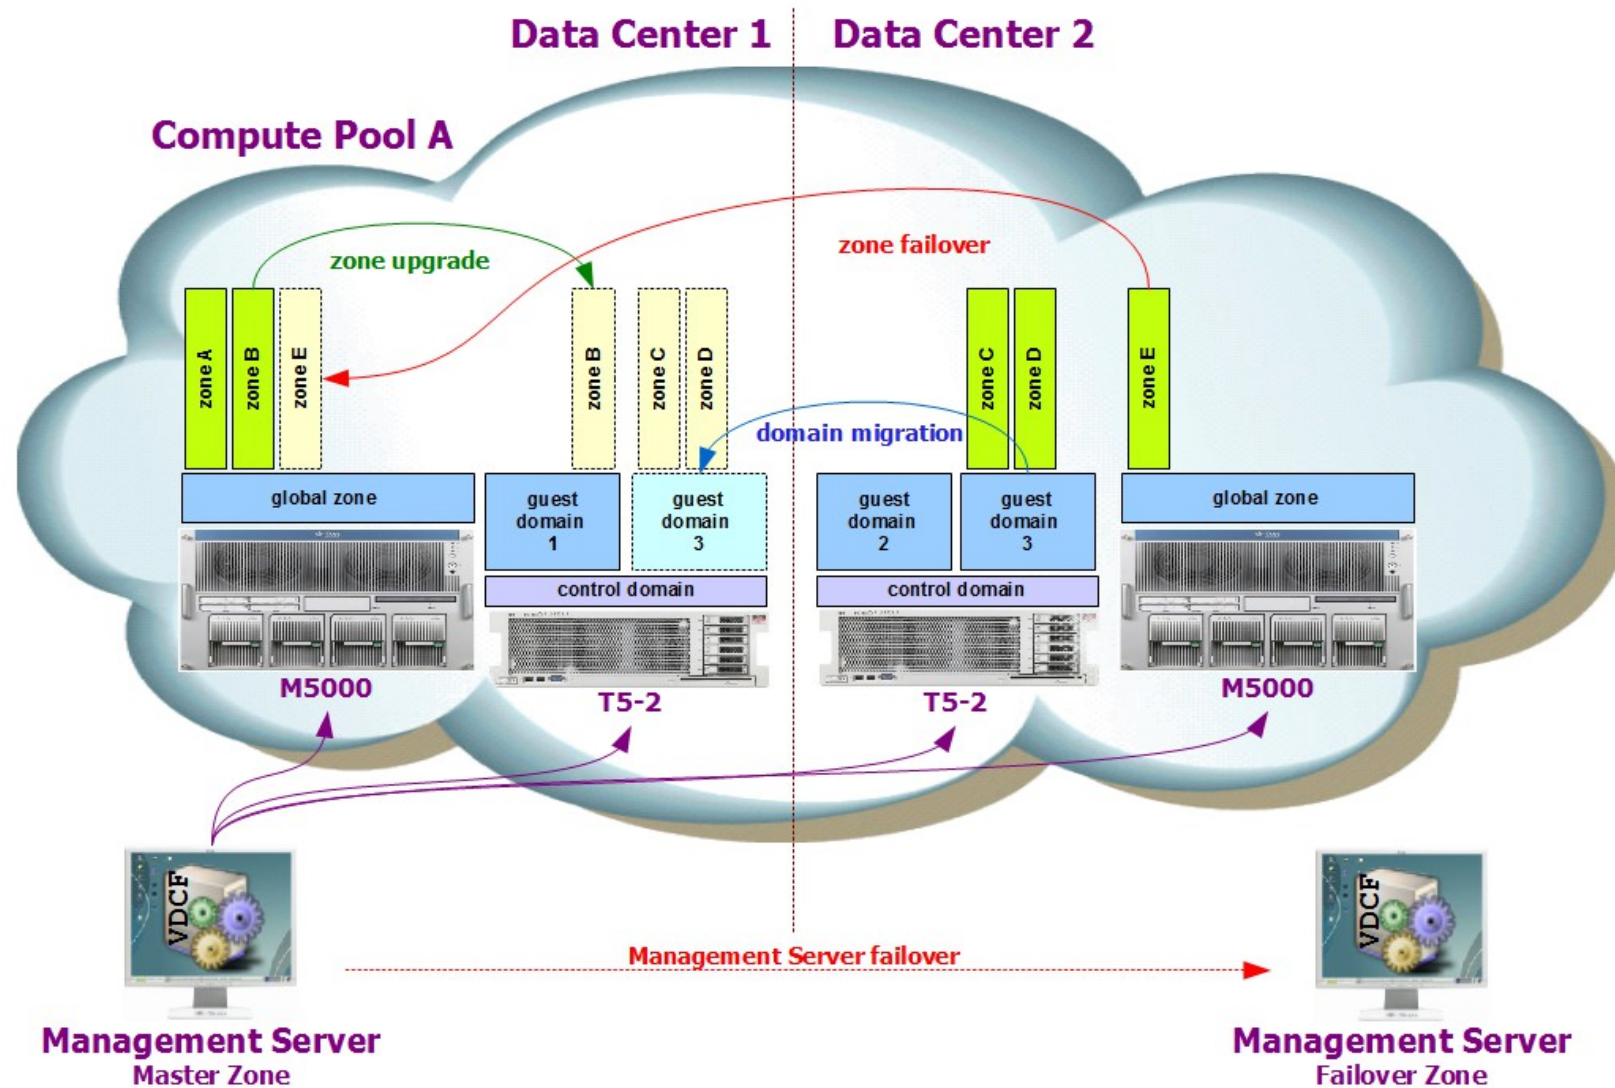 Data Center 1
Data Center 2
Compute Pool A
zone upgrade
zone failover
zone A
zone B
zone E
zone B
zone C
zone D
zone C
zone D
zone E
domain migration
global zone
guest
domain
1
guest
domain
3
guest
domain
2
guest
domain
3
global zone
control domain
control domain
M5000
T5-2
T5-2
M5000
VDCF
VDCF
Management Server failover
Management Server
Master Zone
Management Server
Failover Zone